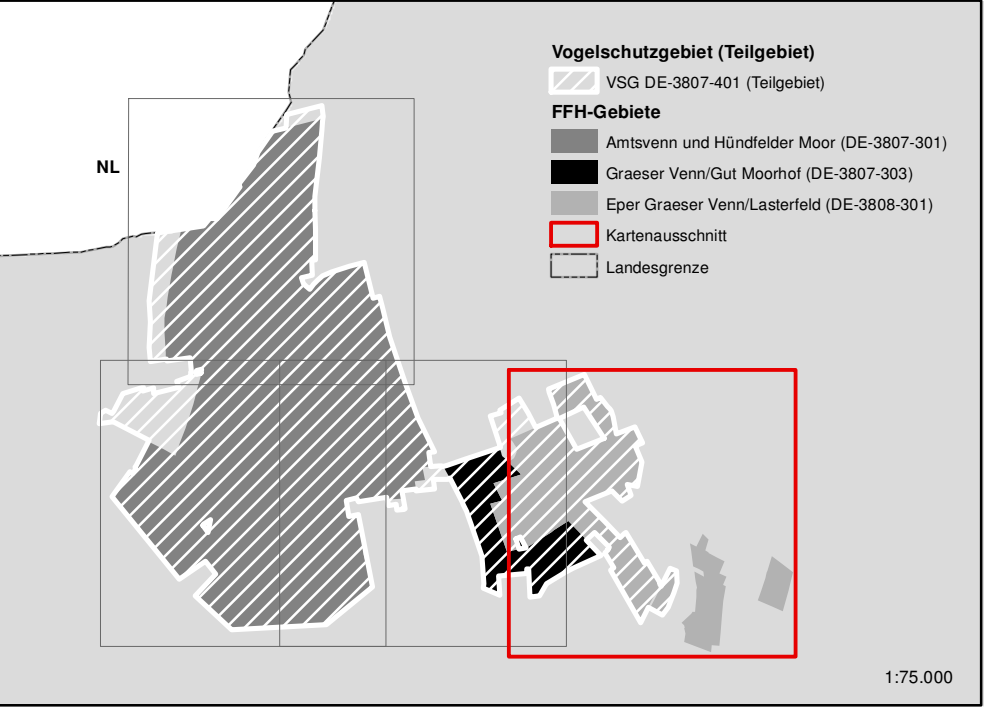 Vogelschutzgebiet (Teilgebiet)
VSG DE-3807-401 (Teilgebiet)
FFH-Gebiete
Amtsvenn und Hündfelder Moor (DE-3807-301)
Graeser Venn/Gut Moorhof (DE-3807-303)
Eper Graeser Venn/Lasterfeld (DE-3808-301)
Kartenausschnitt
Landesgrenze
NL
1:75.000